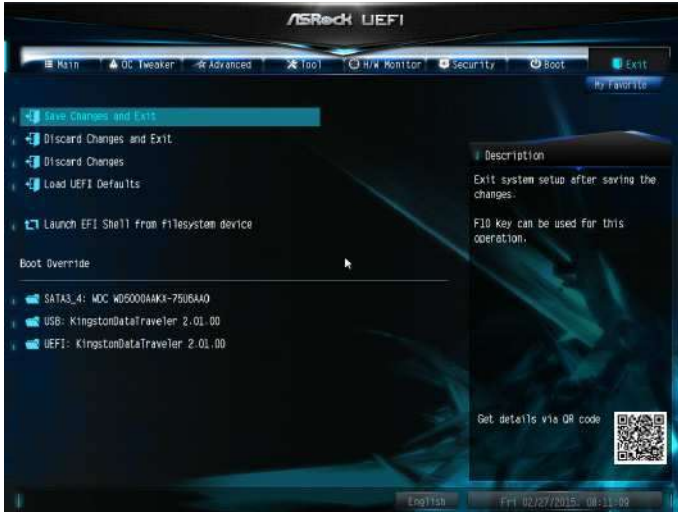 ASRock UEFI
Main OC Tweaker Advanced Tool H/W Monitor Security Boot Exit
My Favorite
Save Changes and Exit
Discard Changes and Exit
Discard Changes
Load UEFI Defaults
Launch EFI Shell from filesystem device
Boot Override
SATA3_4: WDC WD5000AAKX-75U6AA0
USB: KingstonDataTraveler 2.01.00
UEFI: KingstonDataTraveler 2.01.00
Description
Exit system setup after saving the
changes.
F10 key can be used for this
operation.
Get details via QR code
English
Fri 02/27/2015, 08:11:09